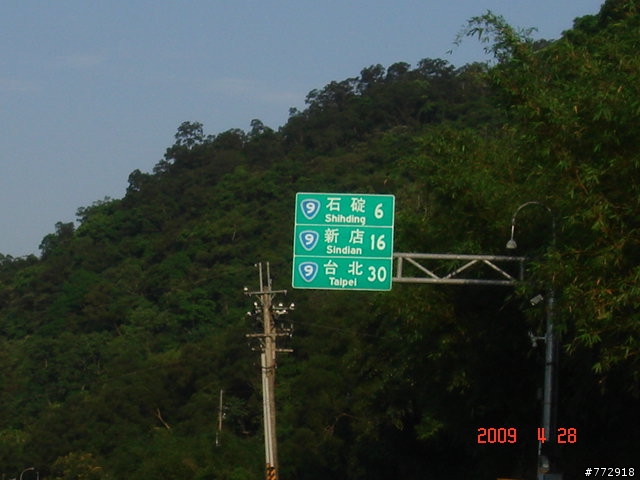 9 石碇 6
Shihding
9 新店 16
Sindian
9 台北 30
Taipei
2009 4 28
#772918